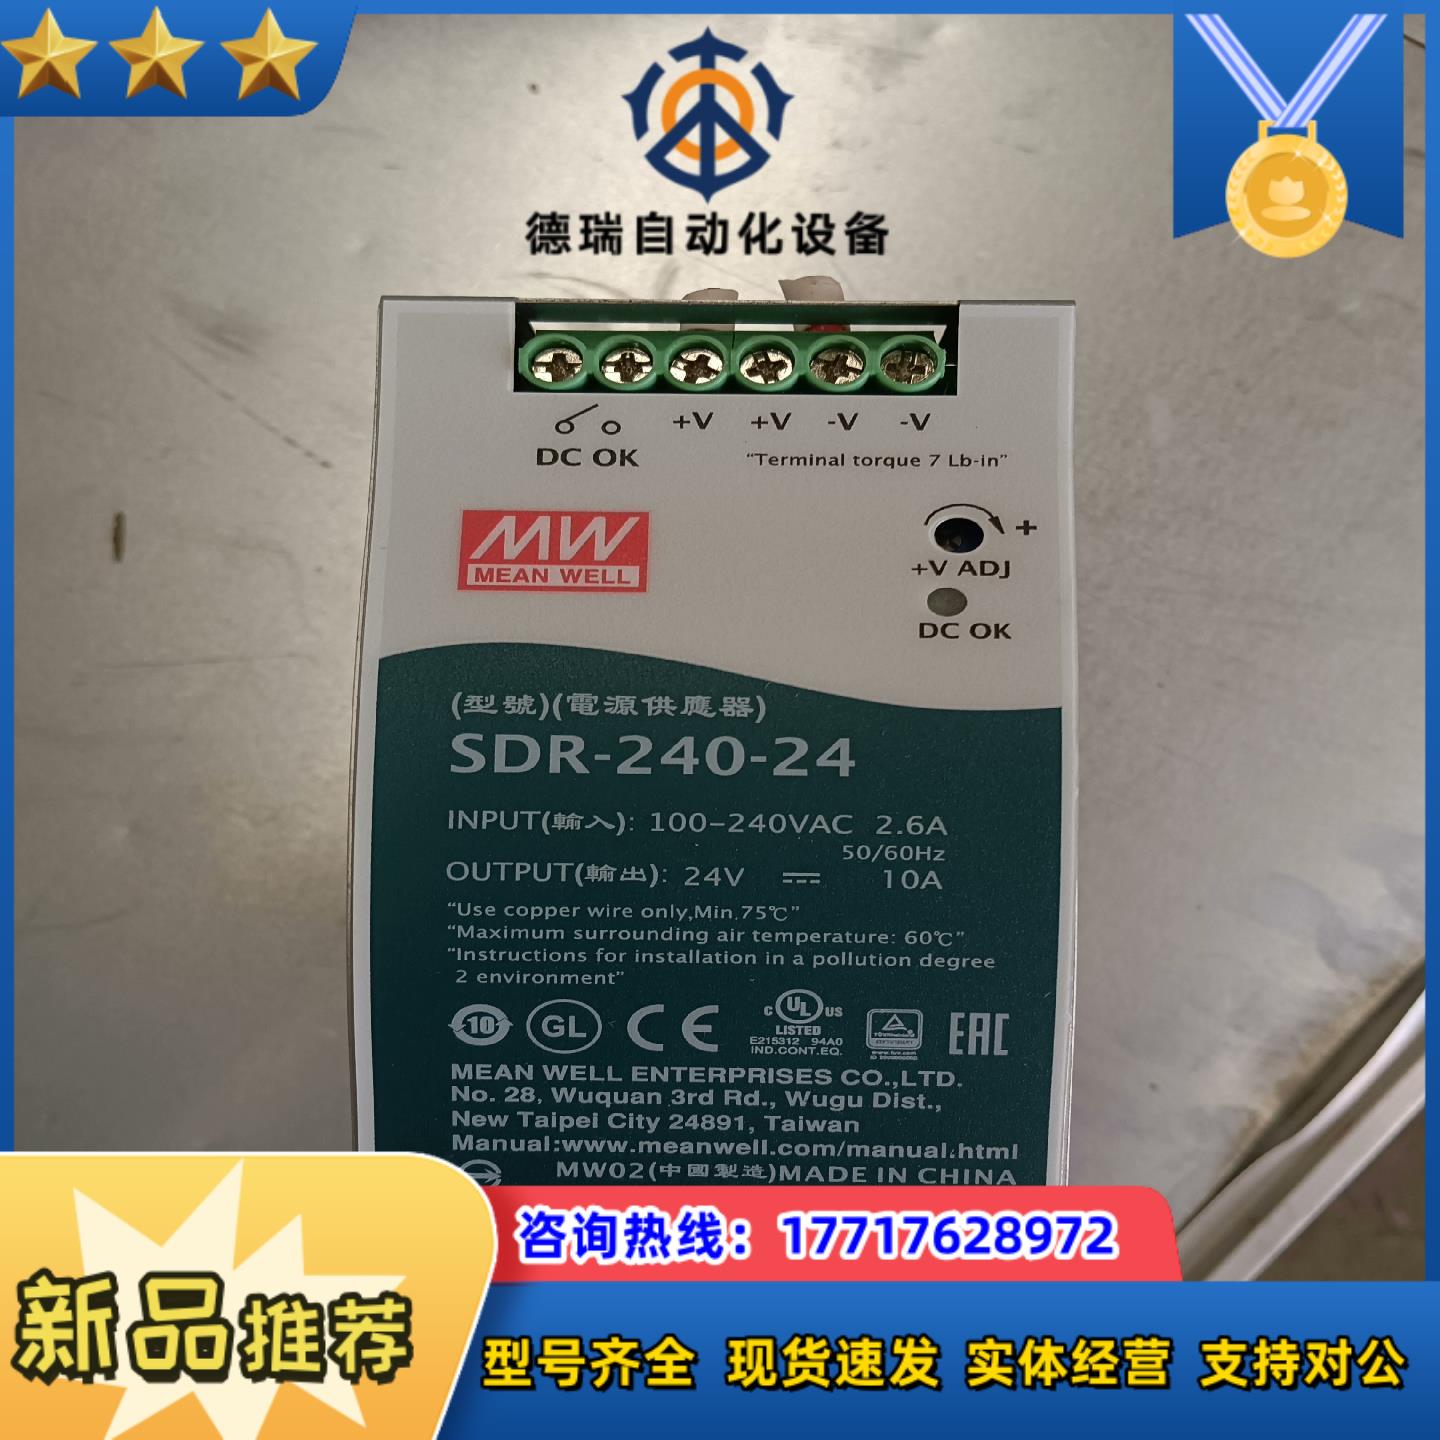 德瑞自动化设备
+V +V -V -V
DC OK
"Terminal torque 7 Lb-in"
MW
MEAN WELL
+
+V ADJ
DC OK
(型號)(電源供應器)
SDR-240-24
INPUT(輸入): 100-240VAC 2.6A
50/60Hz
OUTPUT(輸出): 24V 10A
"Use copper wire only,Min.75℃"
"Maximum surrounding air temperature: 60℃"
"Instructions for installation in a pollution degree
2 environment"
10
GL
CE
C UL US
LISTED
E215312 94A0
IND.CONT.EQ.
EAC
MEAN WELL ENTERPRISES CO.,LTD.
No. 28, Wuquan 3rd Rd., Wugu Dist.,
New Taipei City 24891, Taiwan
Manual:www.meanwell.com/manual.html
MW02(中國製造)MADE IN CHINA
咨询热线：17717628972
新品推荐
型号齐全 现货速发 实体经营 支持对公